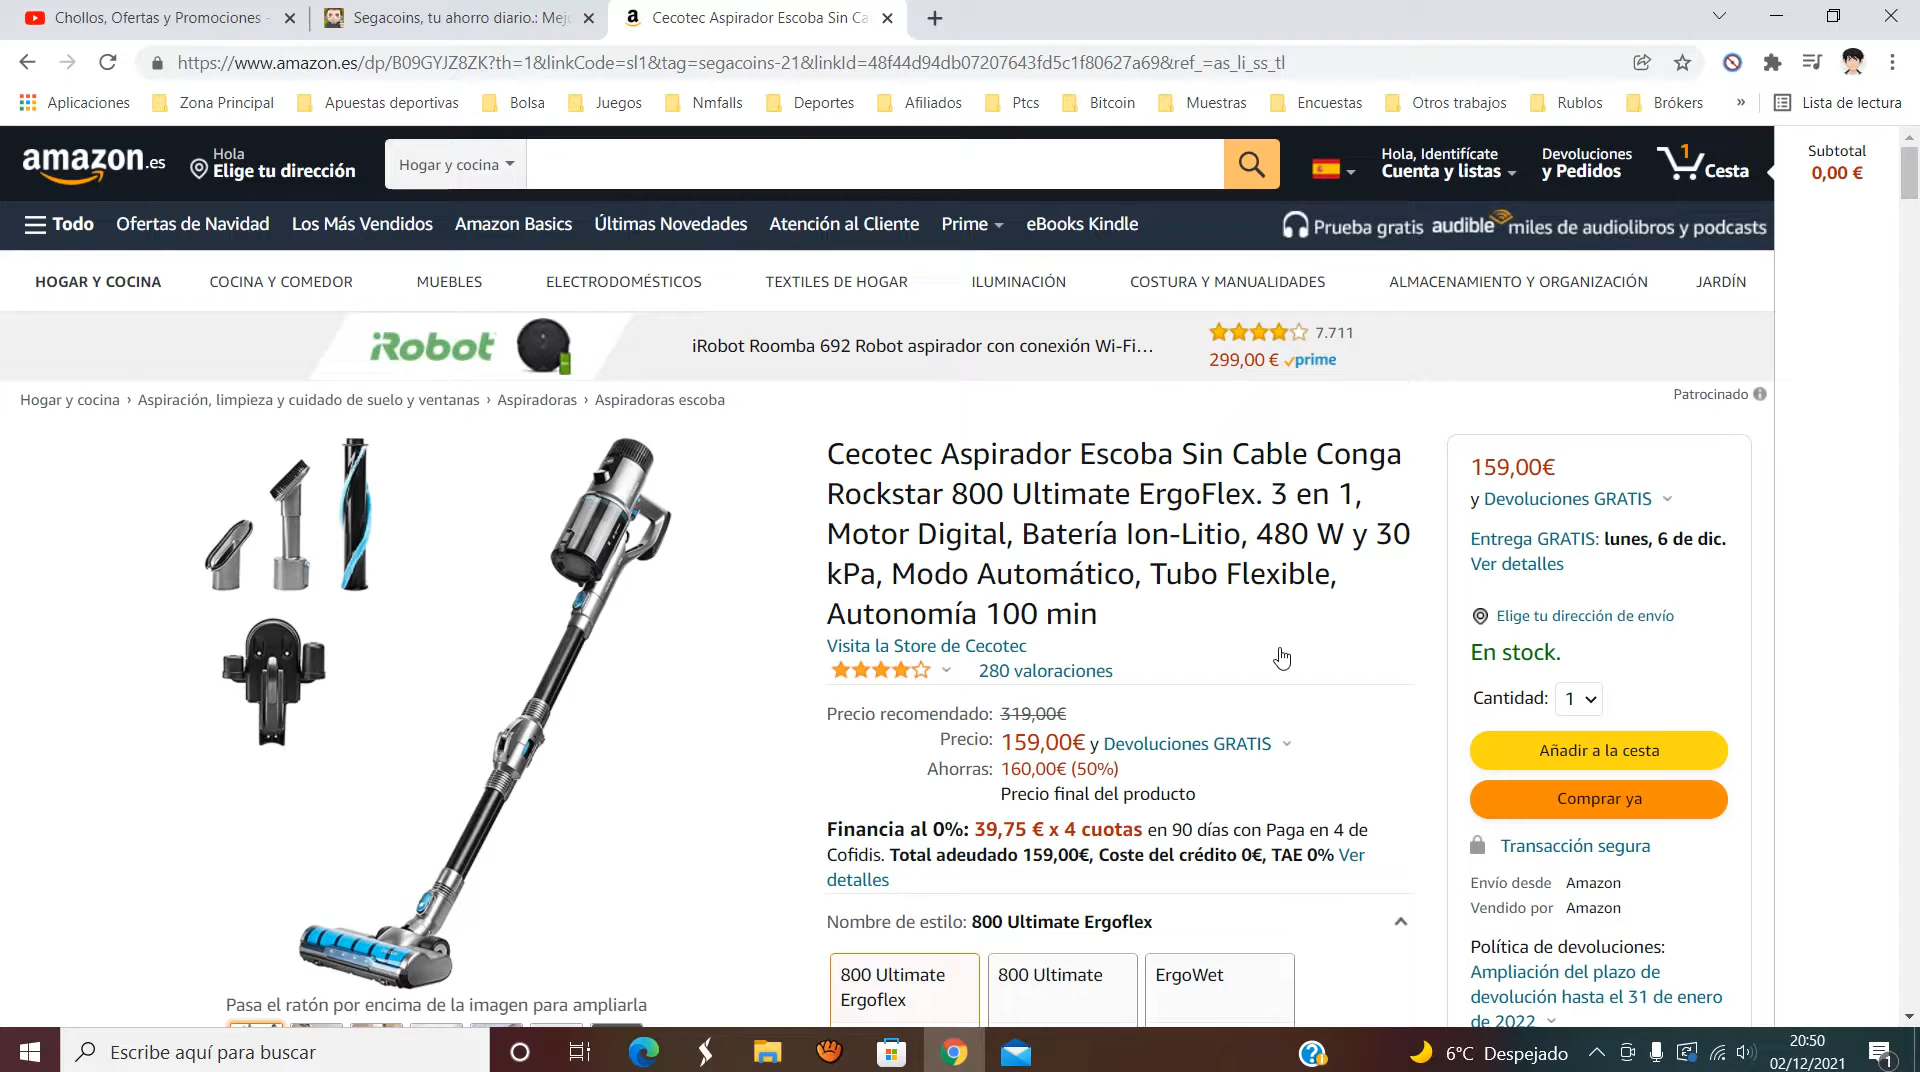 Chollos, Ofertas y Promociones -
Segacoins, tu ahorro diario.: Mej
Cecotec Aspirador Escoba Sin Ca
https://www.amazon.es/dp/B09GYJZ8ZK?th=1&linkCode=sl1&tag=segacoins-21&linkId=48f44d94db07207643fd5c1f80627a69&ref_=as_li_ss_tl
Aplicaciones Zona Principal Apuestas deportivas Bolsa Juegos Nmfalls Deportes Afiliados Ptcs Bitcoin Muestras Encuestas Otros trabajos Rublos Brókers » Lista de lectura
amazon.es
Hola
Elige tu dirección
Hogar y cocina
Hola, Identifícate
Cuenta y listas
Devoluciones
y Pedidos
1
Cesta
Subtotal
0,00 €
Todo Ofertas de Navidad Los Más Vendidos Amazon Basics Últimas Novedades Atención al Cliente Prime eBooks Kindle
Prueba gratis audible miles de audiolibros y podcasts
HOGAR Y COCINA COCINA Y COMEDOR MUEBLES ELECTRODOMÉSTICOS TEXTILES DE HOGAR ILUMINACIÓN COSTURA Y MANUALIDADES ALMACENAMIENTO Y ORGANIZACIÓN JARDÍN
iRobot
iRobot Roomba 692 Robot aspirador con conexión Wi-Fi…
7.711
299,00 € prime
Patrocinado
Hogar y cocina › Aspiración, limpieza y cuidado de suelo y ventanas › Aspiradoras › Aspiradoras escoba
Cecotec Aspirador Escoba Sin Cable Conga
Rockstar 800 Ultimate ErgoFlex. 3 en 1,
Motor Digital, Batería Ion-Litio, 480 W y 30
kPa, Modo Automático, Tubo Flexible,
Autonomía 100 min
Visita la Store de Cecotec
280 valoraciones
Precio recomendado: 319,00€
Precio: 159,00€ y Devoluciones GRATIS
Ahorras: 160,00€ (50%)
Precio final del producto
Financia al 0%: 39,75 € x 4 cuotas en 90 días con Paga en 4 de
Cofidis. Total adeudado 159,00€, Coste del crédito 0€, TAE 0% Ver
detalles
Nombre de estilo: 800 Ultimate Ergoflex
800 Ultimate
Ergoflex
800 Ultimate
ErgoWet
Pasa el ratón por encima de la imagen para ampliarla
159,00€
y Devoluciones GRATIS
Entrega GRATIS: lunes, 6 de dic.
Ver detalles
Elige tu dirección de envío
En stock.
Cantidad: 1
Añadir a la cesta
Comprar ya
Transacción segura
Envío desde Amazon
Vendido por Amazon
Política de devoluciones:
Ampliación del plazo de
devolución hasta el 31 de enero
de 2022
Escribe aquí para buscar
6°C Despejado
20:50
02/12/2021
1